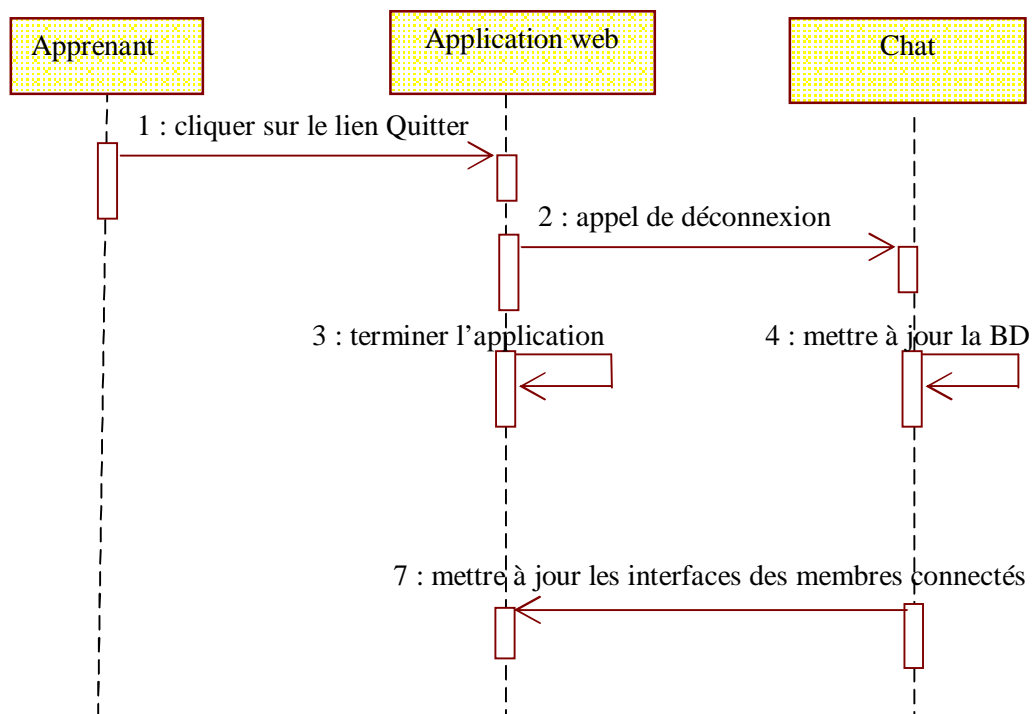 Apprenant
Application web
Chat
1 : cliquer sur le lien Quitter
2 : appel de déconnexion
3 : terminer l’application
4 : mettre à jour la BD
7 : mettre à jour les interfaces des membres connectés